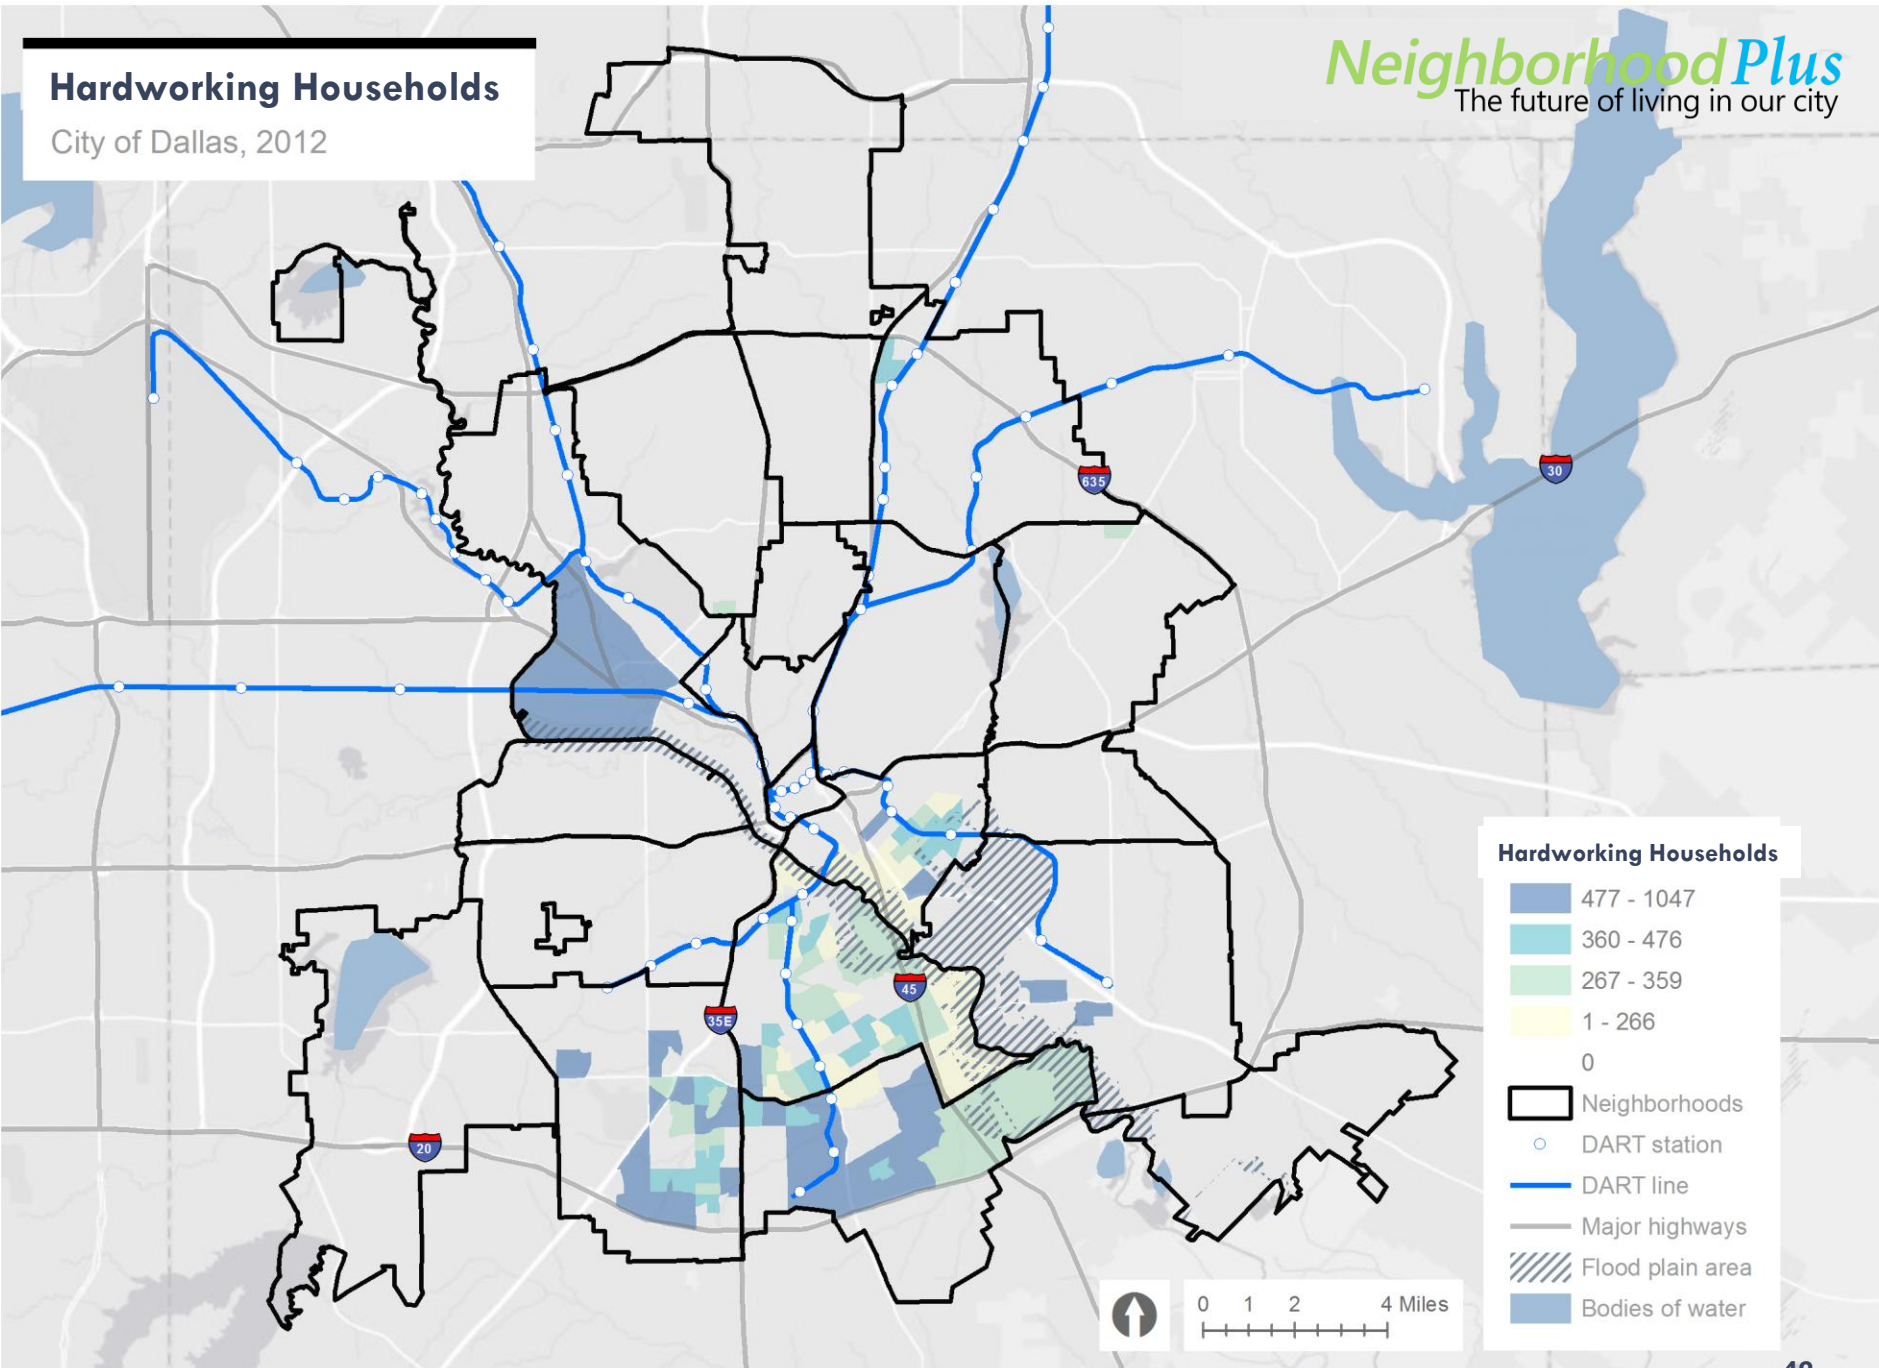 Hardworking Households
City of Dallas, 2012
Neighborhood Plus
The future of living in our city
30
635
45
35E
20
Hardworking Households
477 - 1047
360 - 476
267 - 359
1 - 266
0
Neighborhoods
DART station
DART line
Major highways
Flood plain area
Bodies of water
0 1 2 4 Miles